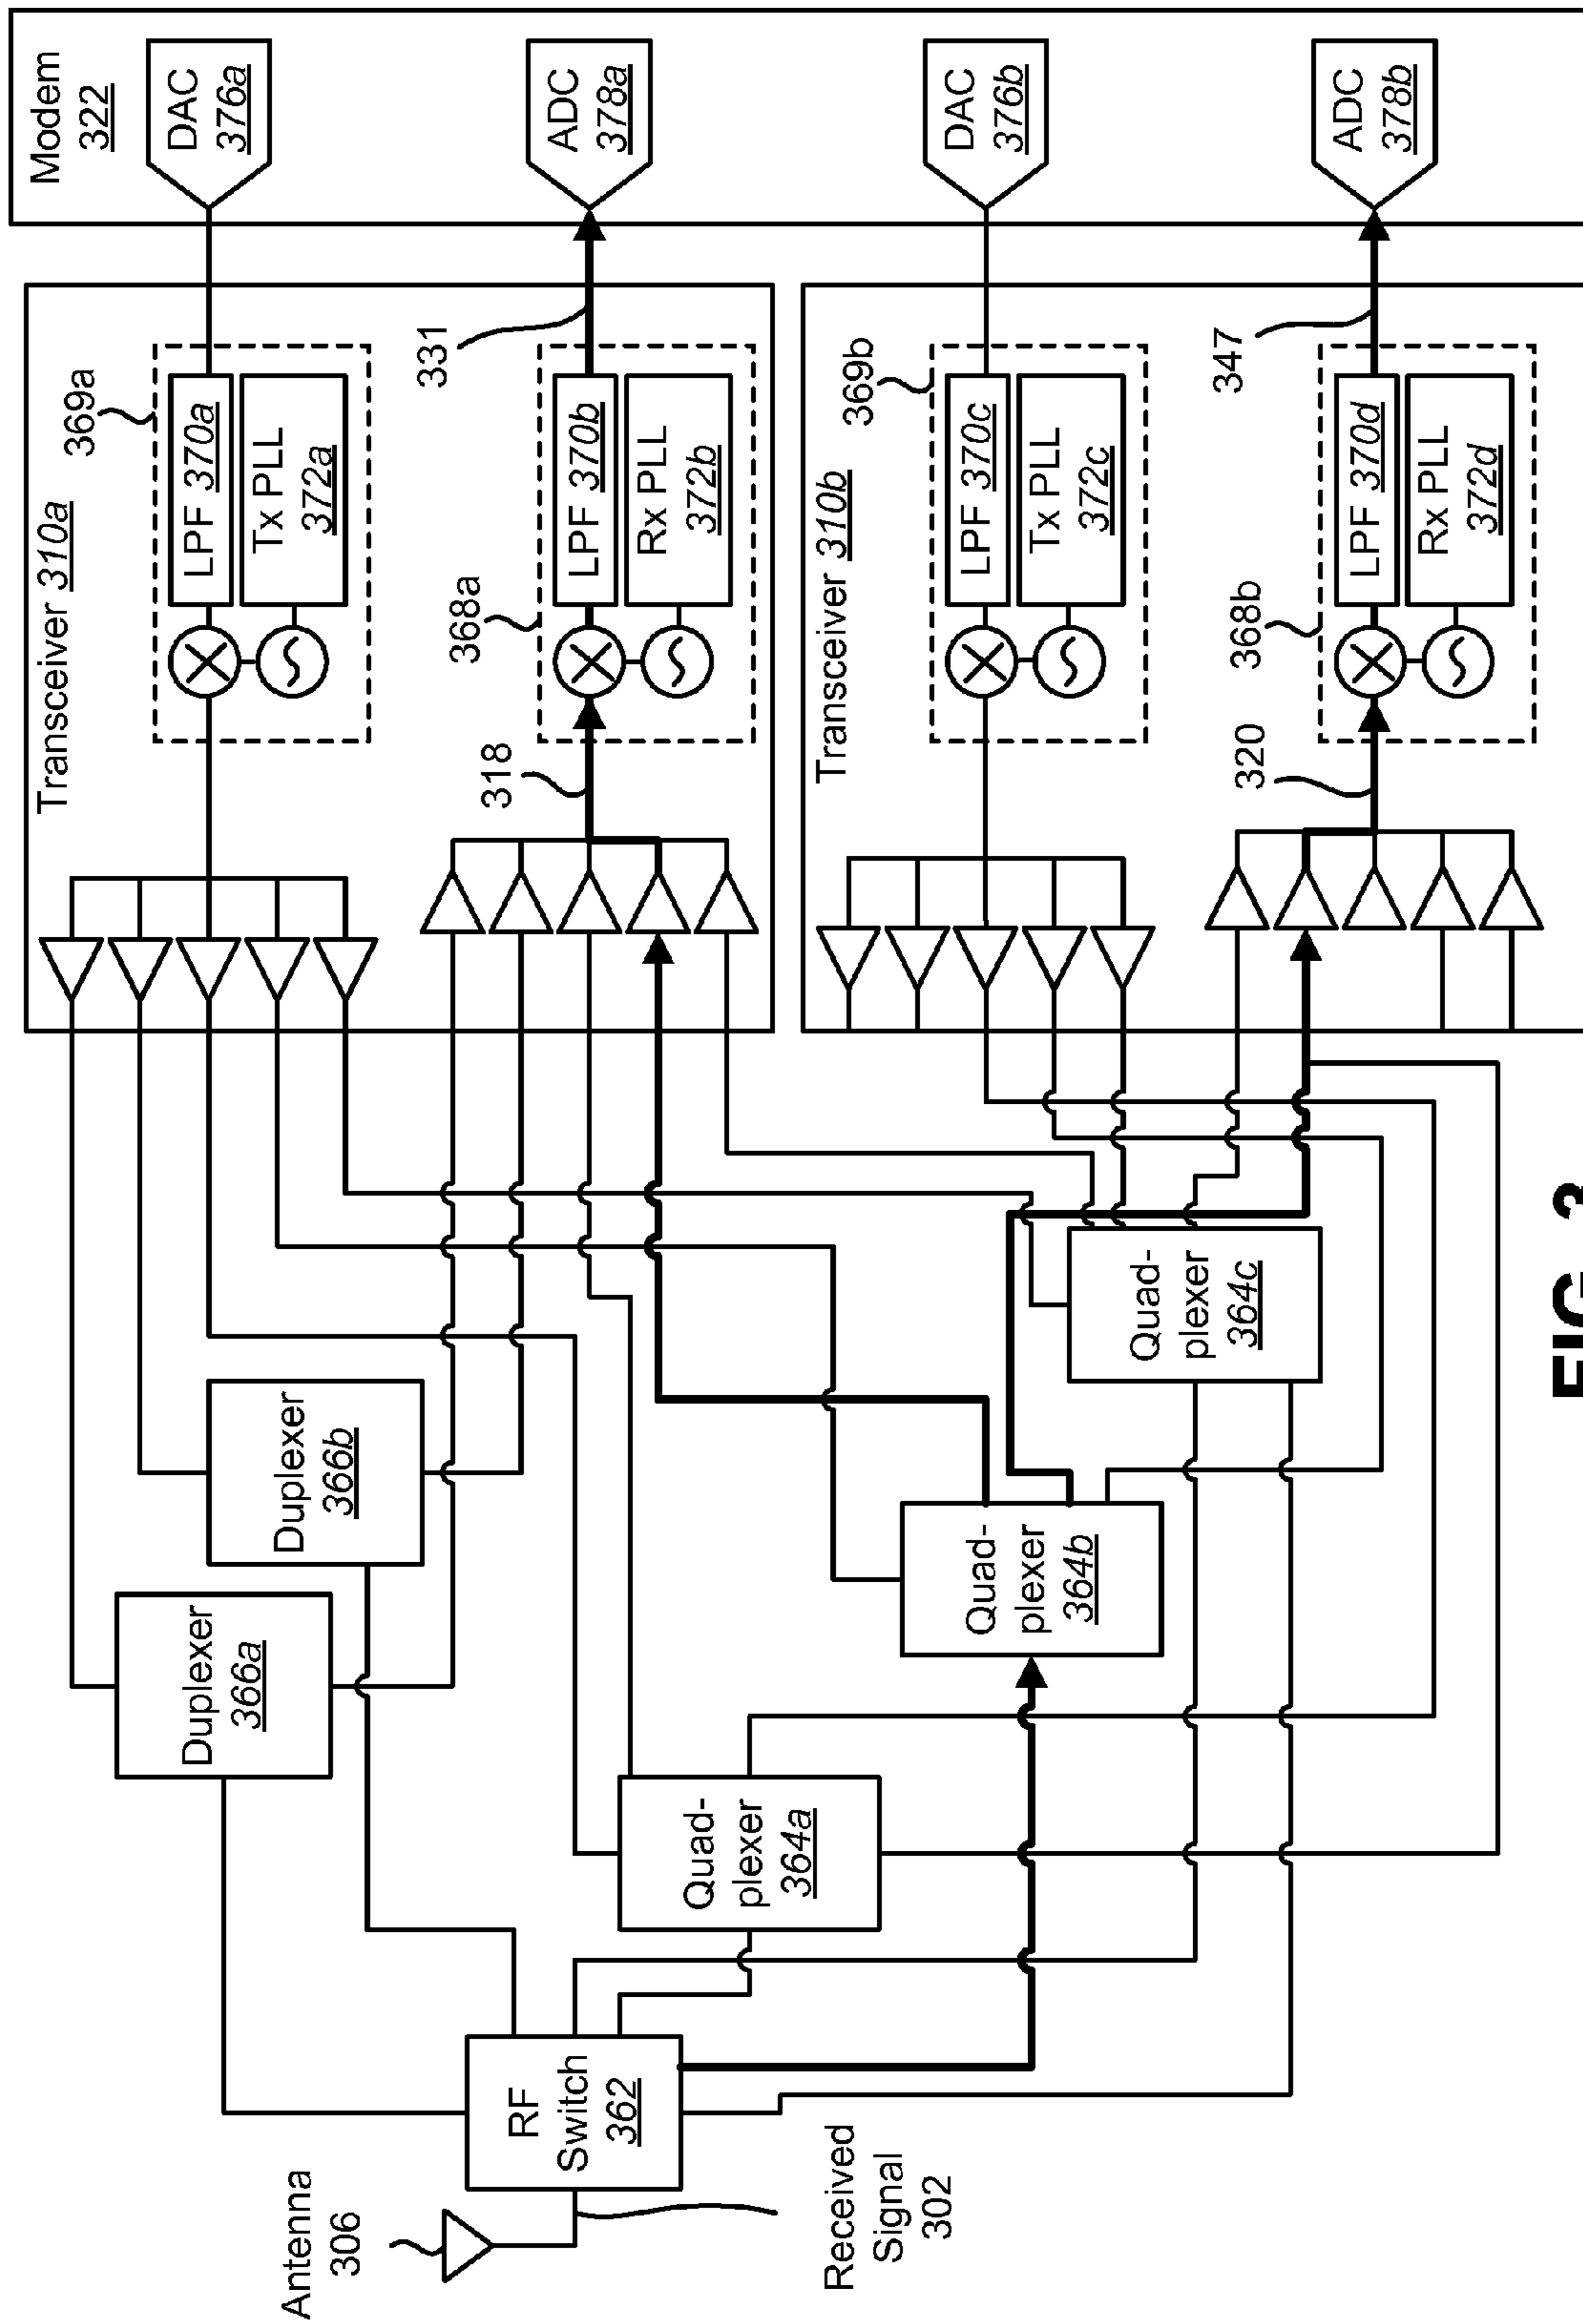 Antenna
306
Received
Signal
302
RF
Switch
362
Duplexer
366a
Duplexer
366b
Quad-
plexer
364a
Quad-
plexer
364b
Quad-
plexer
364c
Transceiver 310a
369a
LPF 370a
Tx PLL
372a
318
368a
LPF 370b
Rx PLL
372b
331
Transceiver 310b
369b
LPF 370c
Tx PLL
372c
320
368b
LPF 370d
Rx PLL
372d
347
Modem
322
DAC
376a
ADC
378a
DAC
376b
ADC
378b
FIG. 3